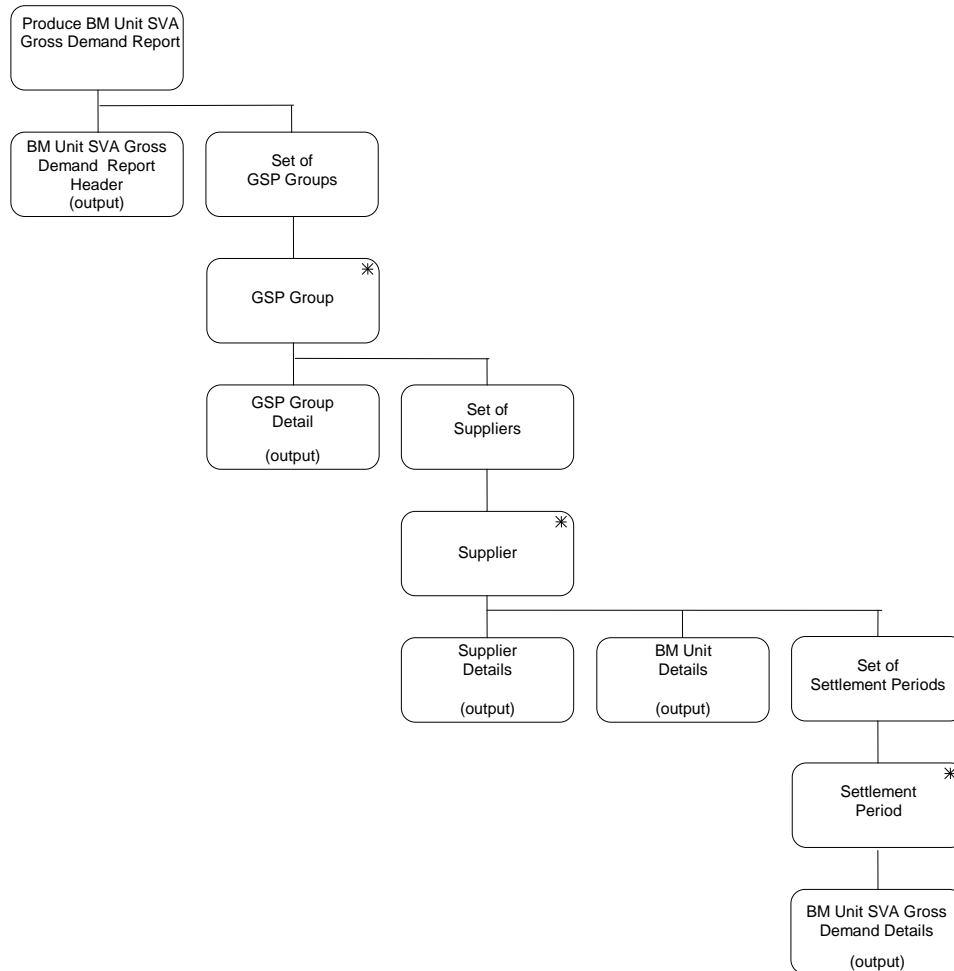 Produce BM Unit SVA
Gross Demand Report
BM Unit SVA Gross
Demand Report
Header
(output)
Set of
GSP Groups
GSP Group
GSP Group
Detail
(output)
Set of
Suppliers
Supplier
Supplier
Details
(output)
BM Unit
Details
(output)
Set of
Settlement Periods
Settlement
Period
BM Unit SVA Gross
Demand Details
(output)